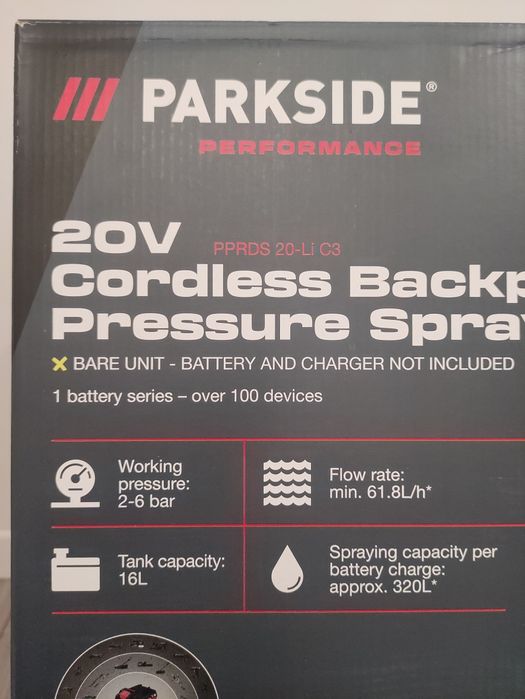 PARKSIDE®
PERFORMANCE
20V PPRDS 20-Li C3
Cordless Backp
Pressure Spra
BARE UNIT - BATTERY AND CHARGER NOT INCLUDED
1 battery series – over 100 devices
Working
pressure:
2-6 bar
Flow rate:
min. 61.8L/h*
Tank capacity:
16L
Spraying capacity per
battery charge:
approx. 320L*